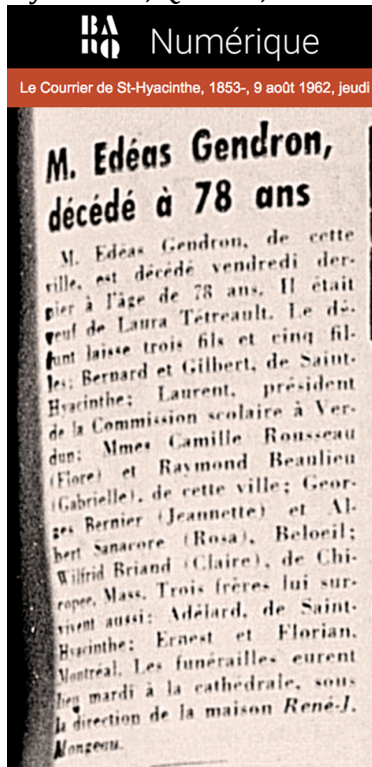 BA
NQ Numérique
Le Courrier de St-Hyacinthe, 1853-, 9 août 1962, jeudi
M. Edéas Gendron,
décédé à 78 ans
M. Edéas Gendron, de cette
ville, est décédé vendredi der-
nier à l'âge de 78 ans. Il était
veuf de Laura Tétreault. Le dé-
funt laisse trois fils et cinq fil-
les: Bernard et Gilbert, de Saint-
Hyacinthe; Laurent, président
de la Commission scolaire à Ver-
dun; Mmes Camille Rousseau
(Fiore) et Raymond Beaulieu
(Gabrielle), de cette ville; Geor-
ges Bernier (Jeannette) et Al-
bert Sanacore (Rosa), Beloeil;
Wilfrid Briand (Claire), de Chi-
copee, Mass. Trois frères lui sur-
vivent aussi: Adélard, de Saint-
Hyacinthe; Ernest et Florian,
Montréal. Les funérailles eurent
lieu mardi à la cathédrale, sous
la direction de la maison René-J.
Mongeau.